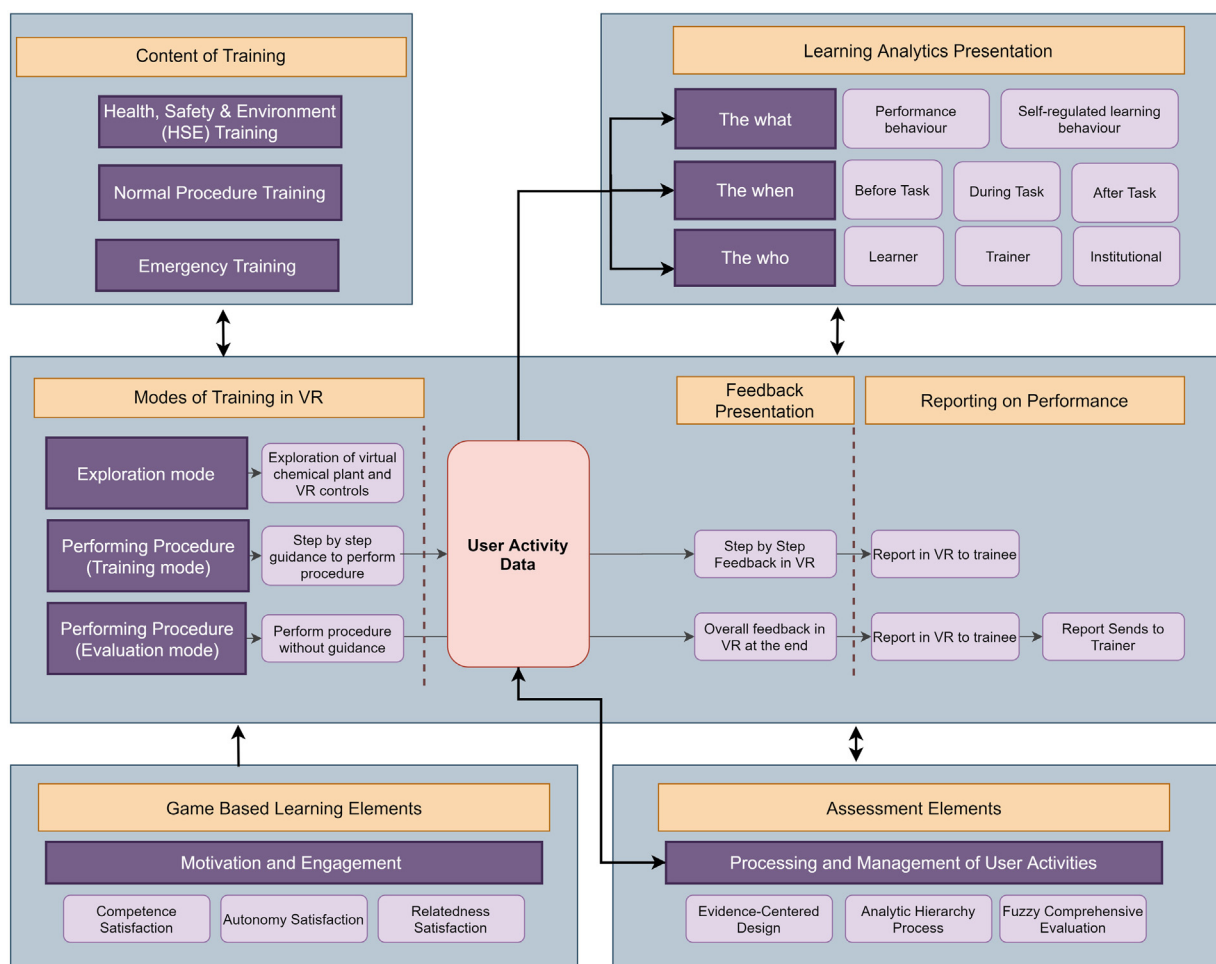 Content of Training
Health, Safety & Environment
(HSE) Training
Normal Procedure Training
Emergency Training
Learning Analytics Presentation
The what
Performance
behaviour
Self-regulated learning
behaviour
The when
Before Task
During Task
After Task
The who
Learner
Trainer
Institutional
Modes of Training in VR
Exploration mode
Exploration of virtual
chemical plant and
VR controls
Performing Procedure
(Training mode)
Step by step
guidance to perform
procedure
Performing Procedure
(Evaluation mode)
Perform procedure
without guidance
User Activity
Data
Feedback
Presentation
Reporting on Performance
Step by Step
Feedback in VR
Report in VR to trainee
Overall feedback in
VR at the end
Report in VR to trainee
Report Sends to
Trainer
Game Based Learning Elements
Motivation and Engagement
Competence
Satisfaction
Autonomy Satisfaction
Relatedness
Satisfaction
Assessment Elements
Processing and Management of User Activities
Evidence-Centered
Design
Analytic Hierarchy
Process
Fuzzy Comprehensive
Evaluation